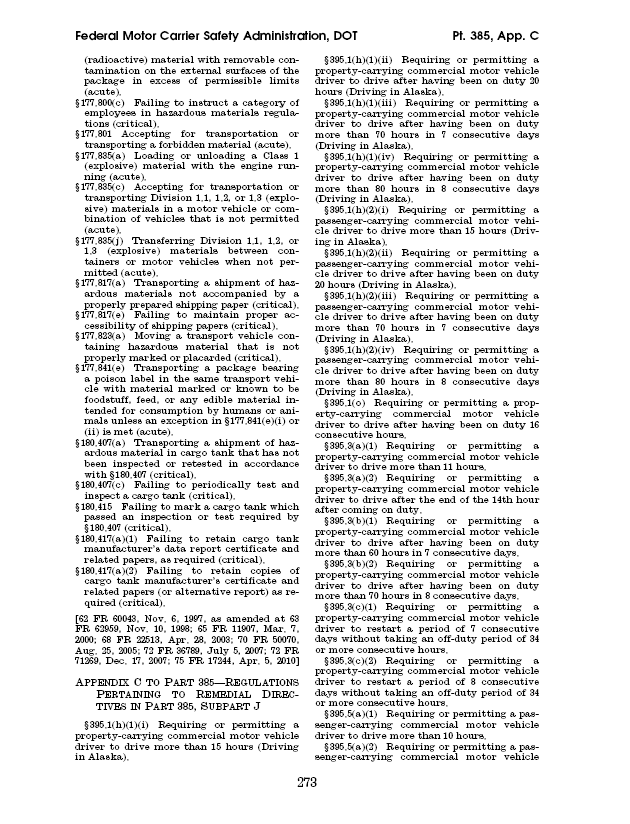 Federal Motor Carrier Safety Administration, DOT
Pt. 385, App. C
(radioactive) material with removable con-
tamination on the external surfaces of the
package in excess of permissible limits
(acute).
§177.800(c) Failing to instruct a category of
employees in hazardous materials regula-
tions (critical).
§177.801 Accepting for transportation or
transporting a forbidden material (acute).
§177.835(a) Loading or unloading a Class 1
(explosive) material with the engine run-
ning (acute).
§177.835(c) Accepting for transportation or
transporting Division 1.1, 1.2, or 1.3 (explo-
sive) materials in a motor vehicle or com-
bination of vehicles that is not permitted
(acute).
§177.835(j) Transferring Division 1.1, 1.2, or
1.3 (explosive) materials between con-
tainers or motor vehicles when not per-
mitted (acute).
§177.817(a) Transporting a shipment of haz-
ardous materials not accompanied by a
properly prepared shipping paper (critical).
§177.817(e) Failing to maintain proper ac-
cessibility of shipping papers (critical).
§177.823(a) Moving a transport vehicle con-
taining hazardous material that is not
properly marked or placarded (critical).
§177.841(e) Transporting a package bearing
a poison label in the same transport vehi-
cle with material marked or known to be
foodstuff, feed, or any edible material in-
tended for consumption by humans or ani-
mals unless an exception in §177.841(e)(i) or
(ii) is met (acute).
§180.407(a) Transporting a shipment of haz-
ardous material in cargo tank that has not
been inspected or retested in accordance
with §180.407 (critical).
§180.407(c) Failing to periodically test and
inspect a cargo tank (critical).
§180.415 Failing to mark a cargo tank which
passed an inspection or test required by
§180.407 (critical).
§180.417(a)(1) Failing to retain cargo tank
manufacturer's data report certificate and
related papers, as required (critical).
§180.417(a)(2) Failing to retain copies of
cargo tank manufacturer's certificate and
related papers (or alternative report) as re-
quired (critical).
[62 FR 60043, Nov. 6, 1997, as amended at 63
FR 62959, Nov. 10, 1998; 65 FR 11907, Mar. 7,
2000; 68 FR 22513, Apr. 28, 2003; 70 FR 50070,
Aug. 25, 2005; 72 FR 36789, July 5, 2007; 72 FR
71269, Dec. 17, 2007; 75 FR 17244, Apr. 5, 2010]
APPENDIX C TO PART 385—REGULATIONS
PERTAINING TO REMEDIAL DIREC-
TIVES IN PART 385, SUBPART J
§395.1(h)(1)(i) Requiring or permitting a
property-carrying commercial motor vehicle
driver to drive more than 15 hours (Driving
in Alaska).
§395.1(h)(1)(ii) Requiring or permitting a
property-carrying commercial motor vehicle
driver to drive after having been on duty 20
hours (Driving in Alaska).
§395.1(h)(1)(iii) Requiring or permitting a
property-carrying commercial motor vehicle
driver to drive after having been on duty
more than 70 hours in 7 consecutive days
(Driving in Alaska).
§395.1(h)(1)(iv) Requiring or permitting a
property-carrying commercial motor vehicle
driver to drive after having been on duty
more than 80 hours in 8 consecutive days
(Driving in Alaska).
§395.1(h)(2)(i) Requiring or permitting a
passenger-carrying commercial motor vehi-
cle driver to drive more than 15 hours (Driv-
ing in Alaska).
§395.1(h)(2)(ii) Requiring or permitting a
passenger-carrying commercial motor vehi-
cle driver to drive after having been on duty
20 hours (Driving in Alaska).
§395.1(h)(2)(iii) Requiring or permitting a
passenger-carrying commercial motor vehi-
cle driver to drive after having been on duty
more than 70 hours in 7 consecutive days
(Driving in Alaska).
§395.1(h)(2)(iv) Requiring or permitting a
passenger-carrying commercial motor vehi-
cle driver to drive after having been on duty
more than 80 hours in 8 consecutive days
(Driving in Alaska).
§395.1(o) Requiring or permitting a prop-
erty-carrying commercial motor vehicle
driver to drive after having been on duty 16
consecutive hours.
§395.3(a)(1) Requiring or permitting a
property-carrying commercial motor vehicle
driver to drive more than 11 hours.
§395.3(a)(2) Requiring or permitting a
property-carrying commercial motor vehicle
driver to drive after the end of the 14th hour
after coming on duty.
§395.3(b)(1) Requiring or permitting a
property-carrying commercial motor vehicle
driver to drive after having been on duty
more than 60 hours in 7 consecutive days.
§395.3(b)(2) Requiring or permitting a
property-carrying commercial motor vehicle
driver to drive after having been on duty
more than 70 hours in 8 consecutive days.
§395.3(c)(1) Requiring or permitting a
property-carrying commercial motor vehicle
driver to restart a period of 7 consecutive
days without taking an off-duty period of 34
or more consecutive hours.
§395.3(c)(2) Requiring or permitting a
property-carrying commercial motor vehicle
driver to restart a period of 8 consecutive
days without taking an off-duty period of 34
or more consecutive hours.
§395.5(a)(1) Requiring or permitting a pas-
senger-carrying commercial motor vehicle
driver to drive more than 10 hours.
§395.5(a)(2) Requiring or permitting a pas-
senger-carrying commercial motor vehicle
273